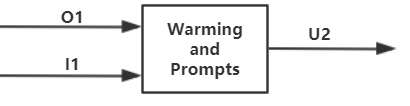 O1
I1
Warming
and
Prompts
U2